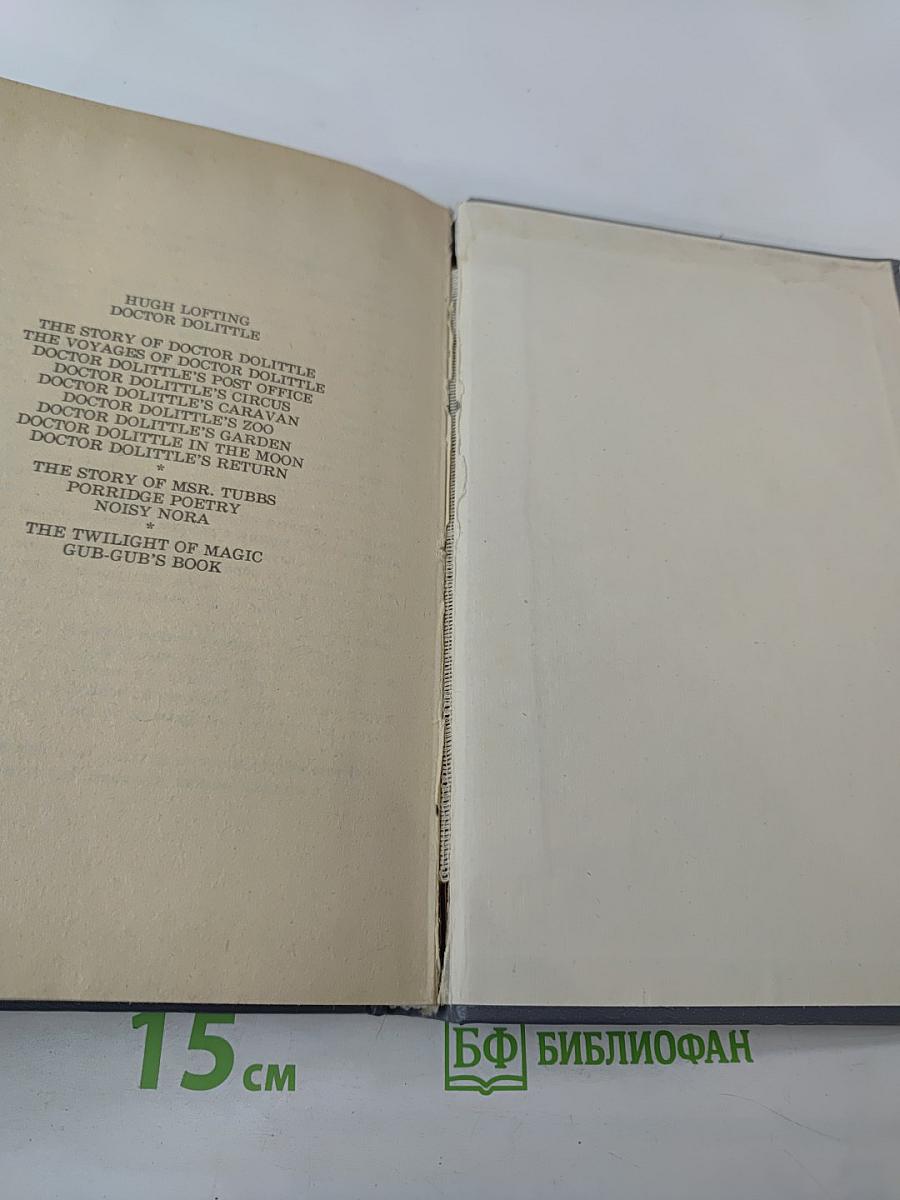 HUGH LOFTING
DOCTOR DOLITTLE
THE STORY OF DOCTOR DOLITTLE
THE VOYAGES OF DOCTOR DOLITTLE
DOCTOR DOLITTLE'S POST OFFICE
DOCTOR DOLITTLE'S CIRCUS
DOCTOR DOLITTLE'S CARAVAN
DOCTOR DOLITTLE'S ZOO
DOCTOR DOLITTLE'S GARDEN
DOCTOR DOLITTLE IN THE MOON
DOCTOR DOLITTLE'S RETURN
*
THE STORY OF MSR. TUBBS
PORRIDGE POETRY
NOISY NORA
*
THE TWILIGHT OF MAGIC
GUB-GUB'S BOOK
15 см
БФ БИБЛИОФАН